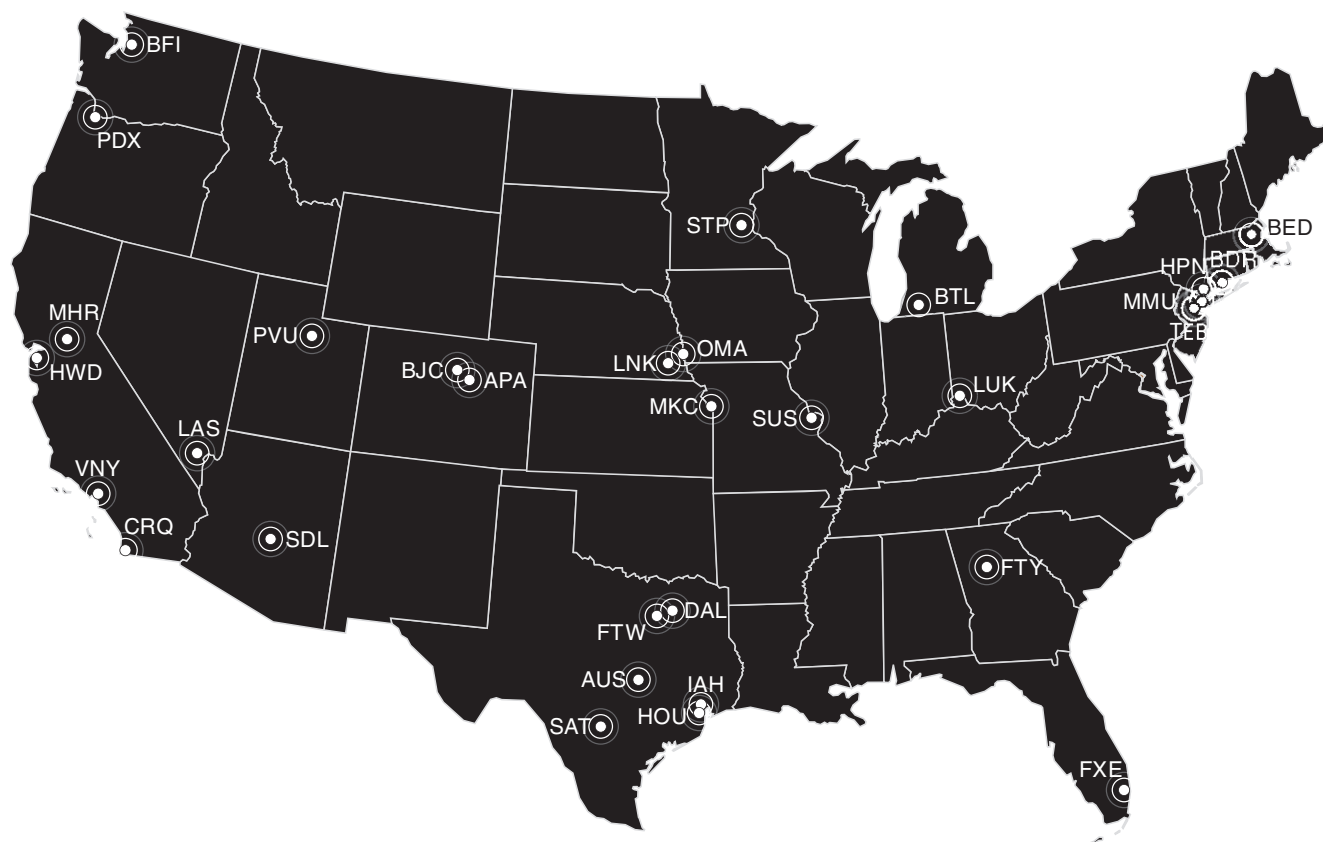 BFI
PDX
STP
BED
HPN
BDR
BTL
MMU
MHR
TEB
PVU
OMA
HWD
LNK
BJC
APA
LUK
MKC
SUS
LAS
VNY
CRQ
SDL
FTY
DAL
FTW
AUS
IAH
HOU
SAT
FXE